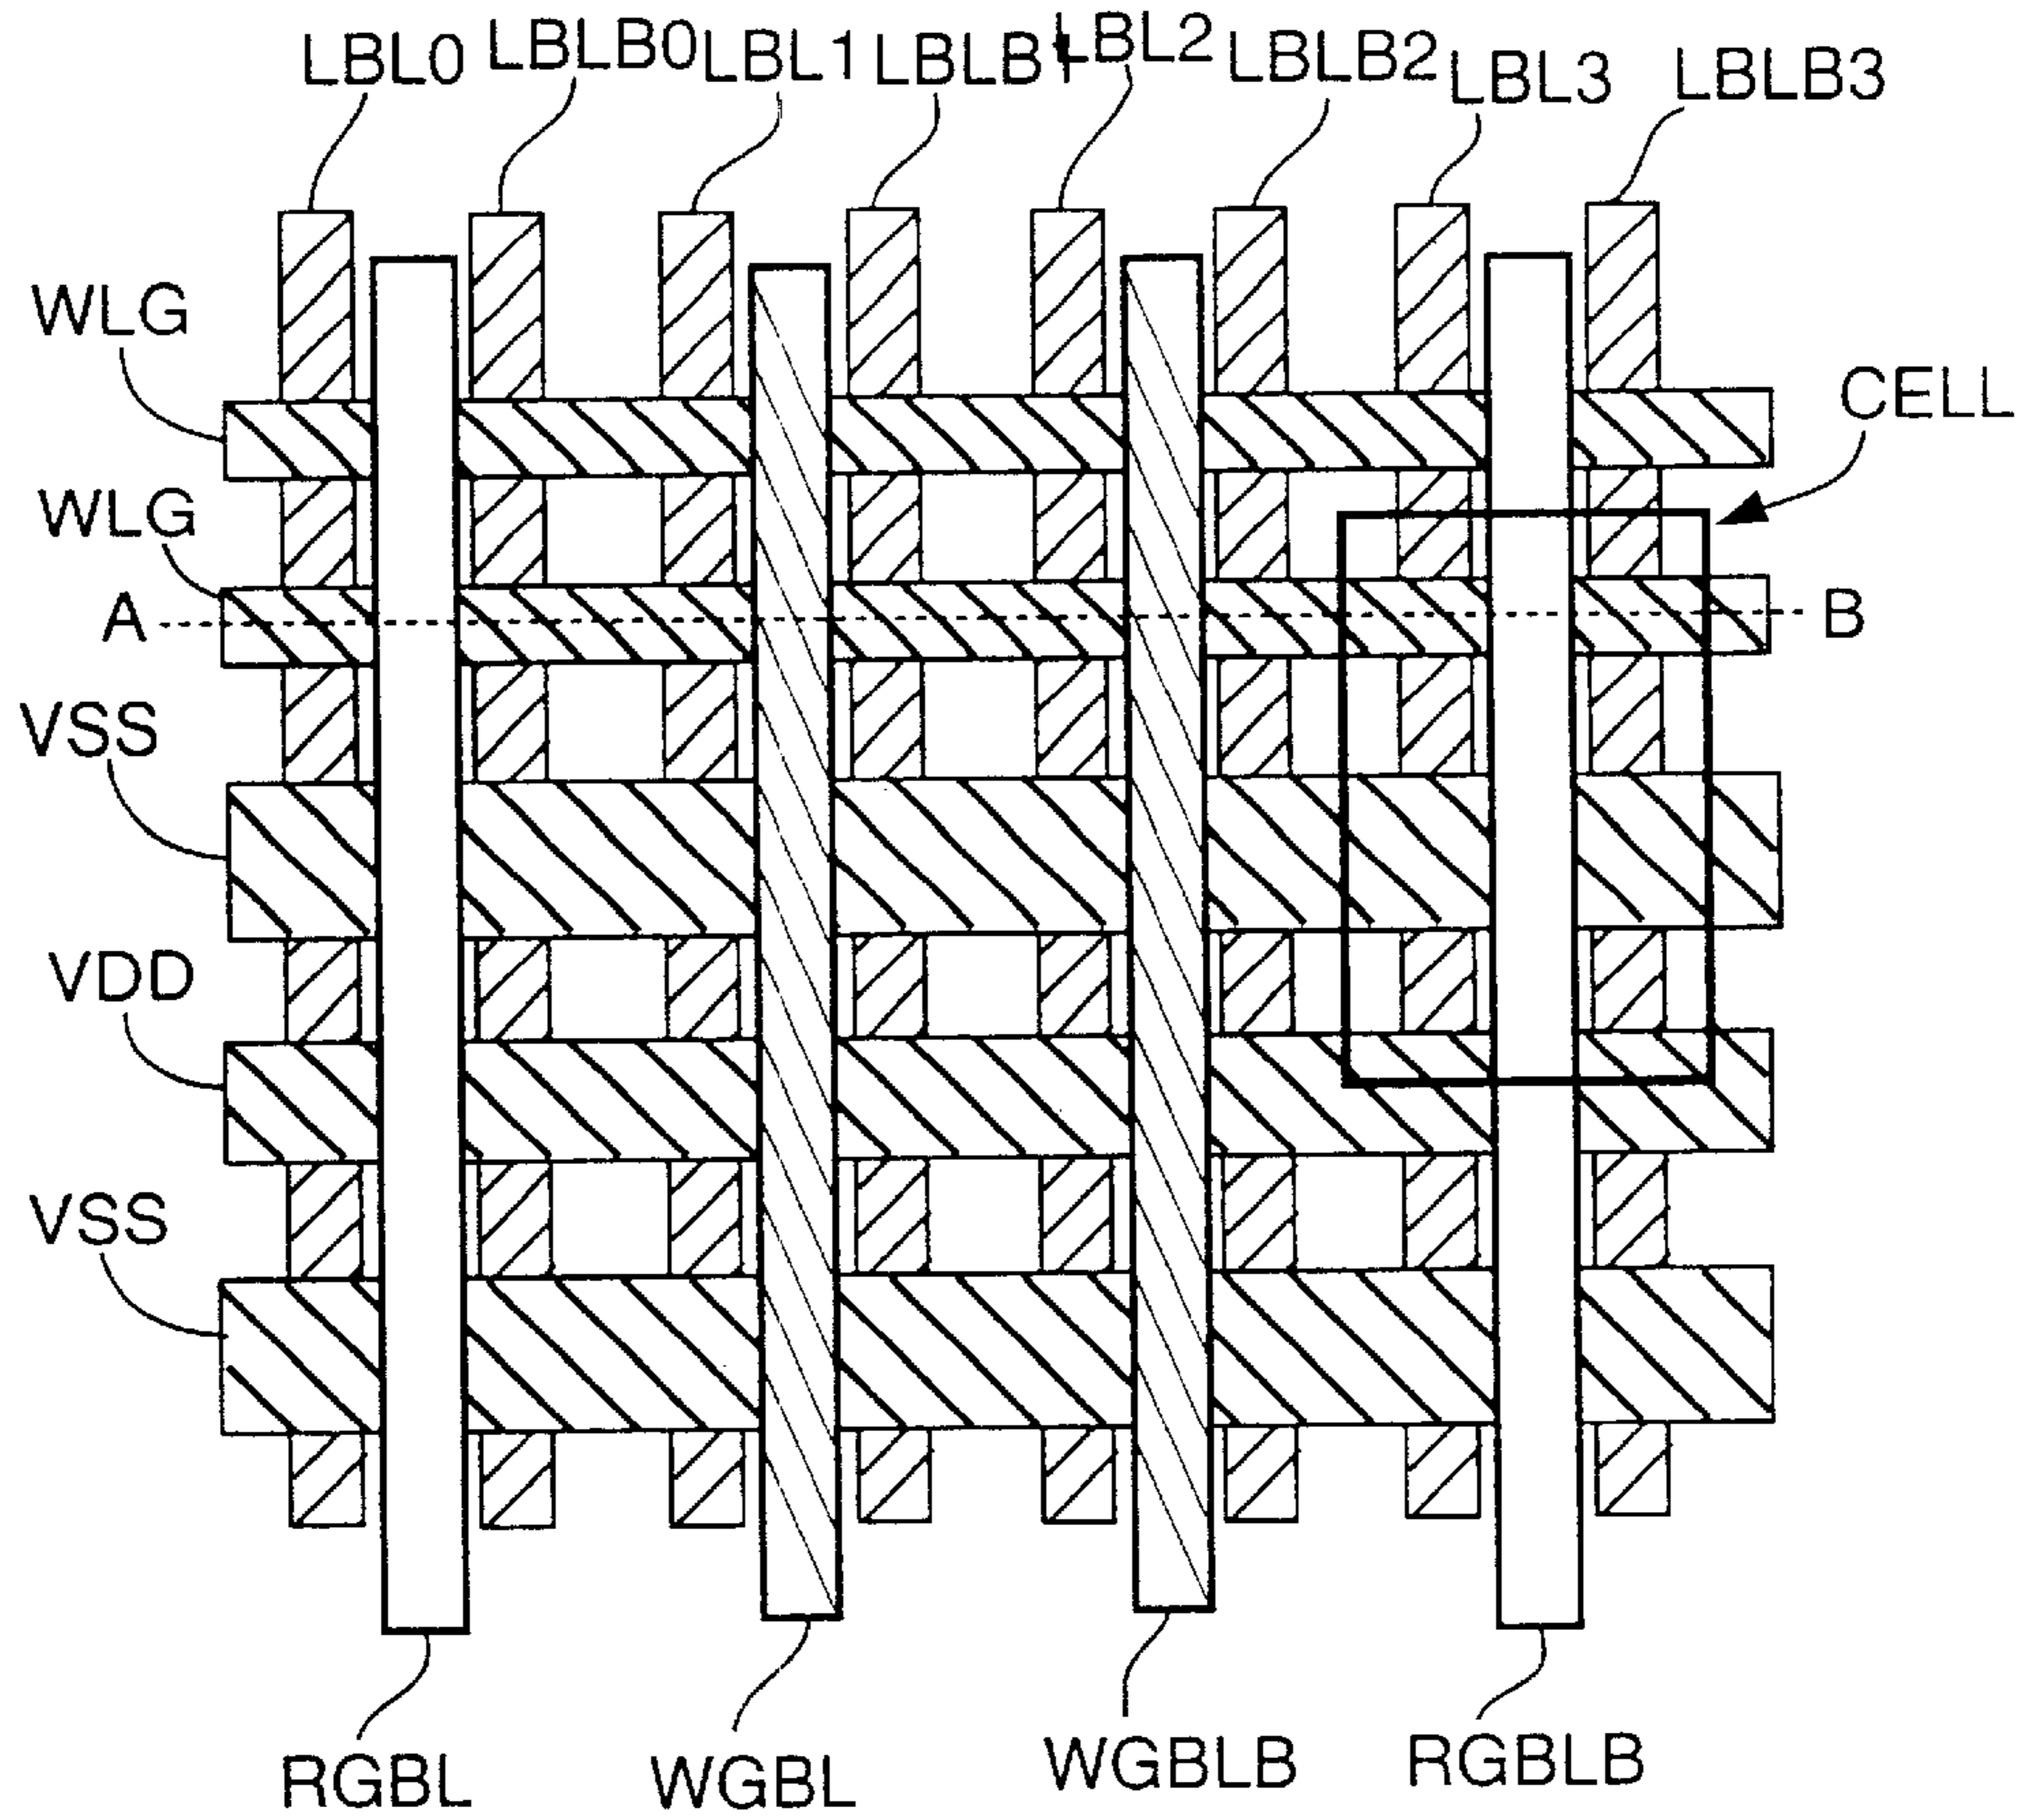 LBL0 LBLB0 LBL1 LBLB1 LBL2 LBLB2 LBL3 LBLB3
WLG
CELL
WLG
A B
VSS
VDD
VSS
RGBL WGBL WGBLB RGBLB